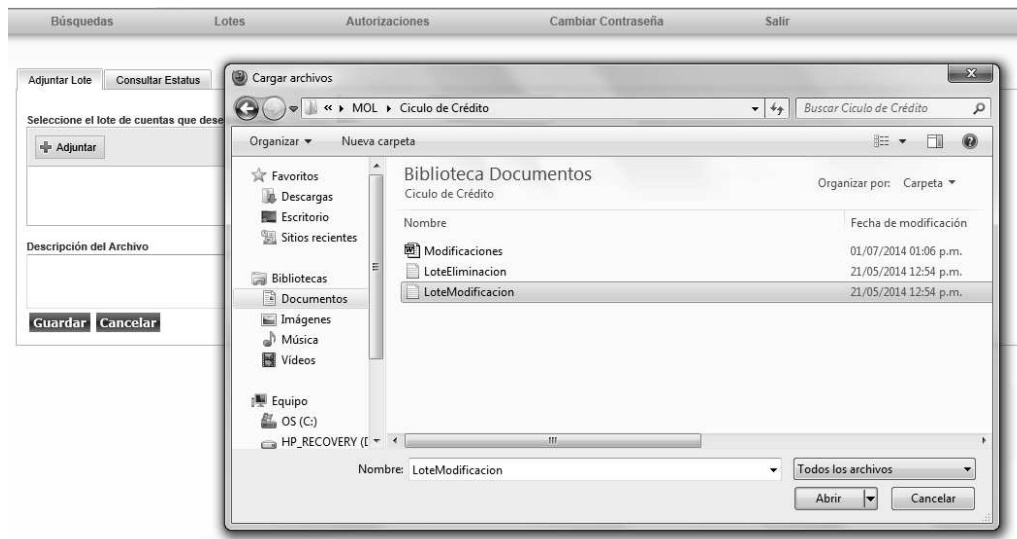 Búsquedas Lotes Autorizaciones Cambiar Contraseña Salir
Adjuntar Lote Consultar Estatus
Seleccione el lote de cuentas que dese
Adjuntar
Descripción del Archivo
Guardar Cancelar
Cargar archivos
x
« MOL Ciculo de Crédito
Buscar Ciculo de Crédito
Organizar Nueva carpeta
Favoritos
Descargas
Escritorio
Sitios recientes
Bibliotecas
Documentos
Imágenes
Música
Vídeos
Equipo
OS (C:)
HP_RECOVERY (D
Biblioteca Documentos
Ciculo de Crédito
Organizar por: Carpeta
Nombre Fecha de modificación
Modificaciones 01/07/2014 01:06 p.m.
LoteEliminacion 21/05/2014 12:54 p.m.
LoteModificacion 21/05/2014 12:54 p.m.
Nombre: LoteModificacion Todos los archivos
Abrir Cancelar